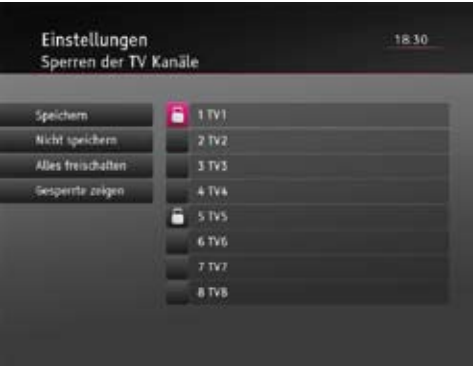 Einstellungen
18:30
Sperren der TV Kanäle
Speichern
Nicht speichern
Alles freischalten
Gesperrte zeigen
1 TV1
2 TV2
3 TV3
4 TV4
5 TV5
6 TV6
7 TV7
8 TV8